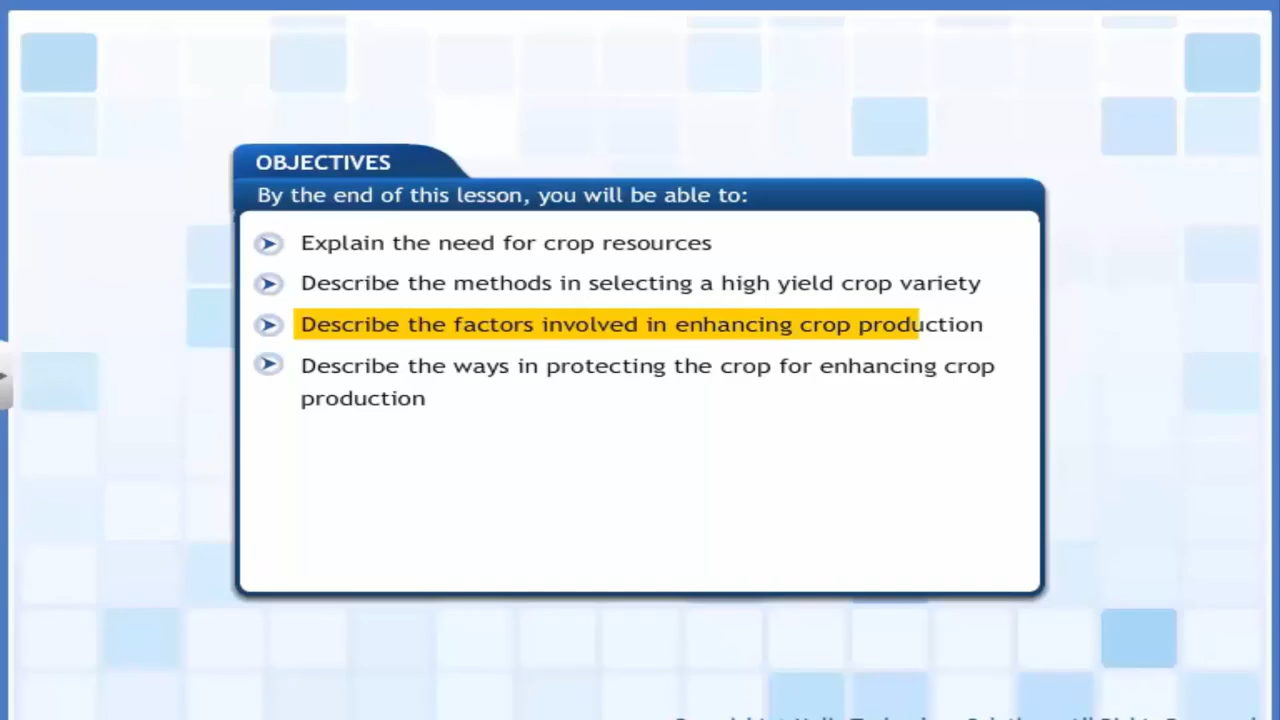 OBJECTIVES
By the end of this lesson, you will be able to:
Explain the need for crop resources
Describe the methods in selecting a high yield crop variety
Describe the factors involved in enhancing crop production
Describe the ways in protecting the crop for enhancing crop
production